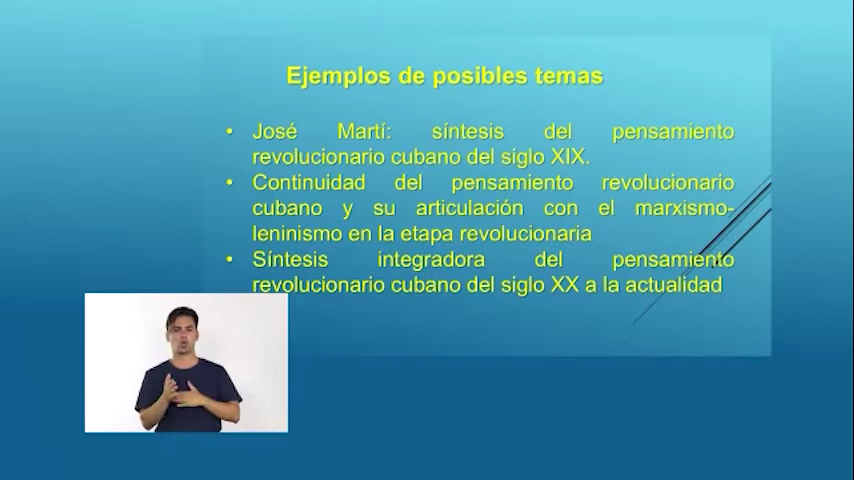 Ejemplos de posibles temas
• José Martí: síntesis del pensamiento
revolucionario cubano del siglo XIX.
• Continuidad del pensamiento revolucionario
cubano y su articulación con el marxismo-
leninismo en la etapa revolucionaria
• Síntesis integradora del pensamiento
revolucionario cubano del siglo XX a la actualidad